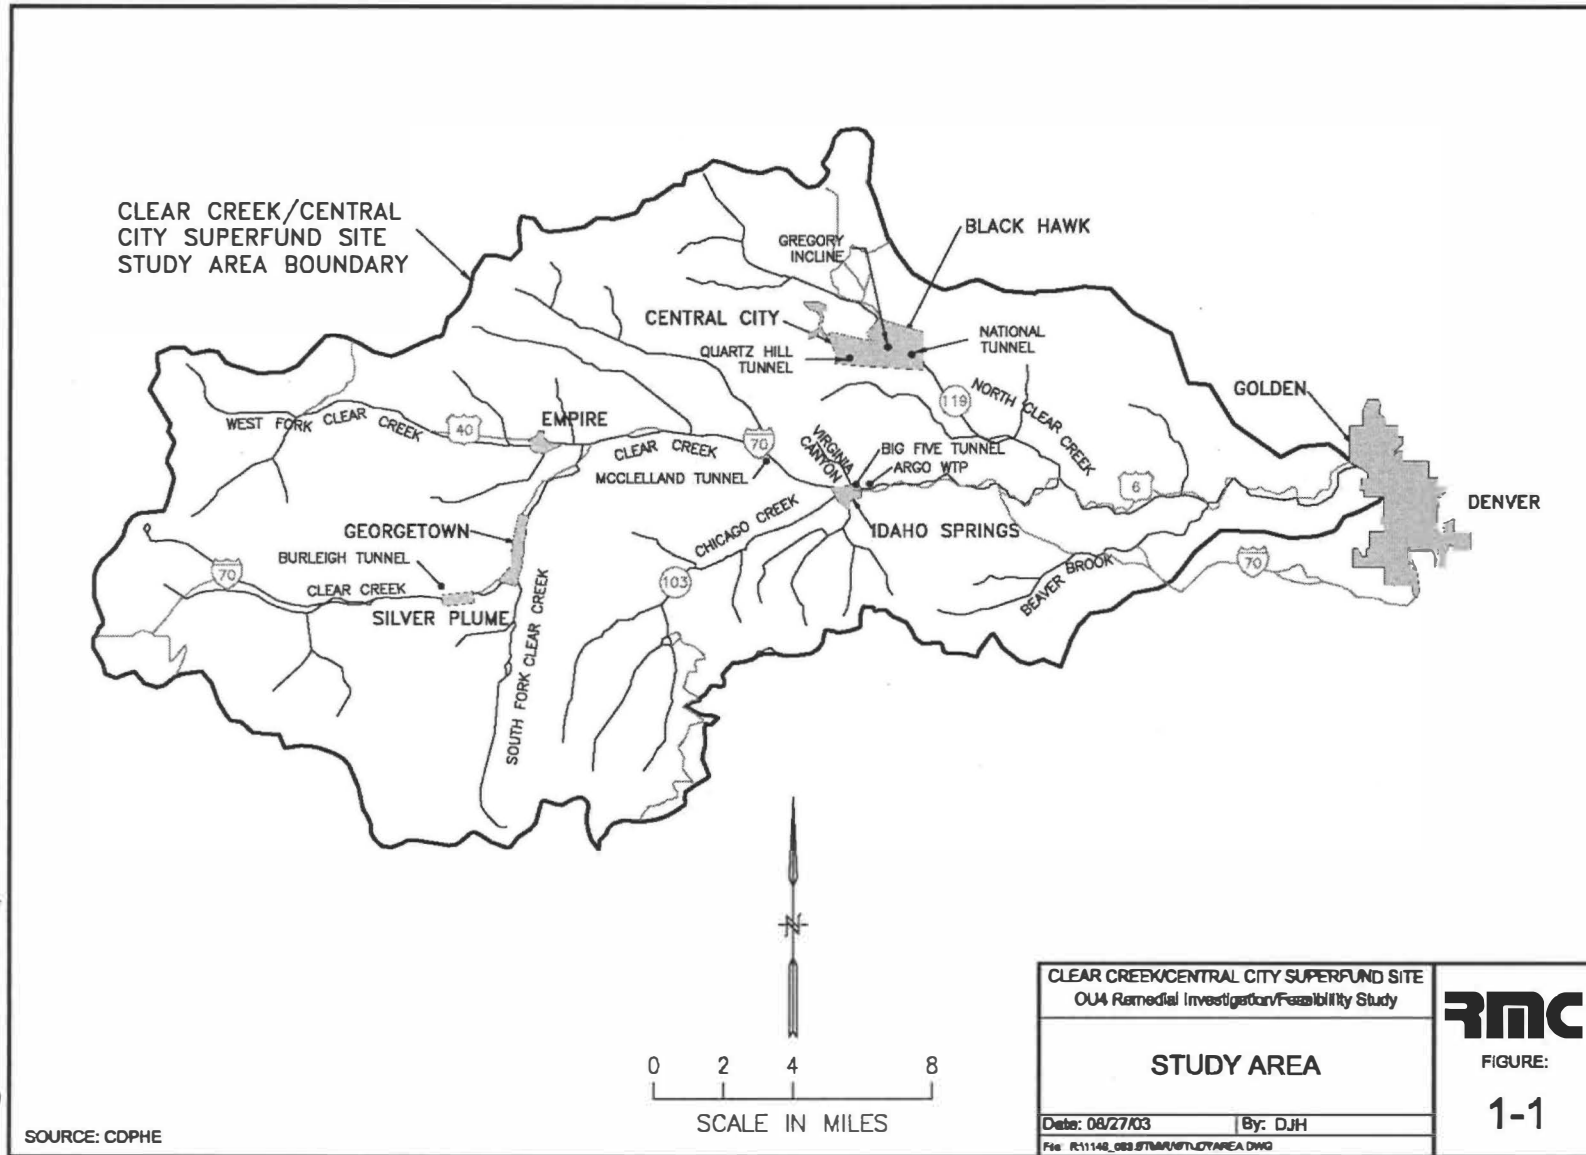 CLEAR CREEK/CENTRAL
CITY SUPERFUND SITE
STUDY AREA BOUNDARY
BLACK HAWK
GREGORY
INCLINE
CENTRAL CITY
NATIONAL
TUNNEL
QUARTZ HILL
TUNNEL
GOLDEN
119
NORTH CLEAR CREEK
WEST FORK CLEAR CREEK
40
EMPIRE
CLEAR CREEK
70
VIRGINIA
CANYON
BIG FIVE TUNNEL
ARGO WTP
MCCLELLAND TUNNEL
6
DENVER
CHICAGO CREEK
IDAHO SPRINGS
GEORGETOWN
BURLEIGH TUNNEL
70
CLEAR CREEK
SILVER PLUME
103
BEAVER BROOK
70
SOUTH FORK CLEAR CREEK
N
0 2 4 8
SCALE IN MILES
SOURCE: CDPHE
CLEAR CREEK/CENTRAL CITY SUPERFUND SITE
OU4 Remedial Investigation/Feasibility Study
STUDY AREA
Date: 06/27/03 By: DJH
RMC
FIGURE:
1-1